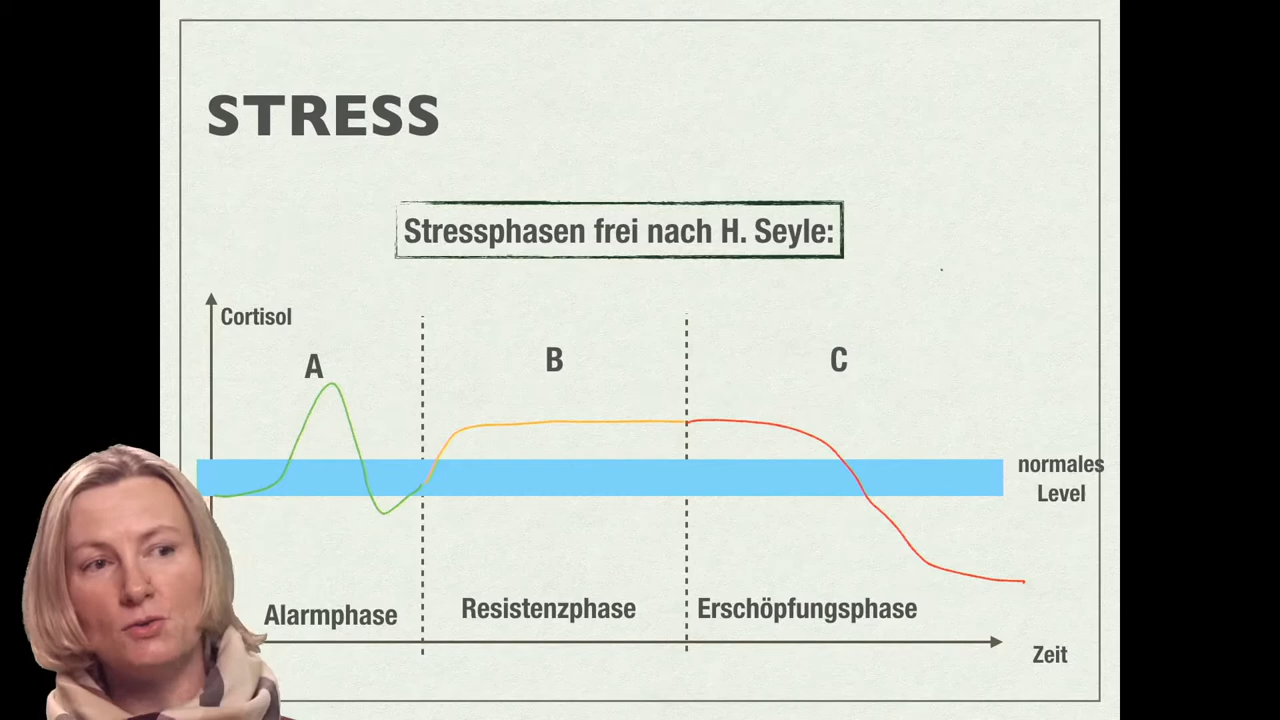 STRESS
Stressphasen frei nach H. Seyle:
Cortisol
A
B
C
normales
Level
Alarmphase
Resistenzphase
Erschöpfungsphase
Zeit